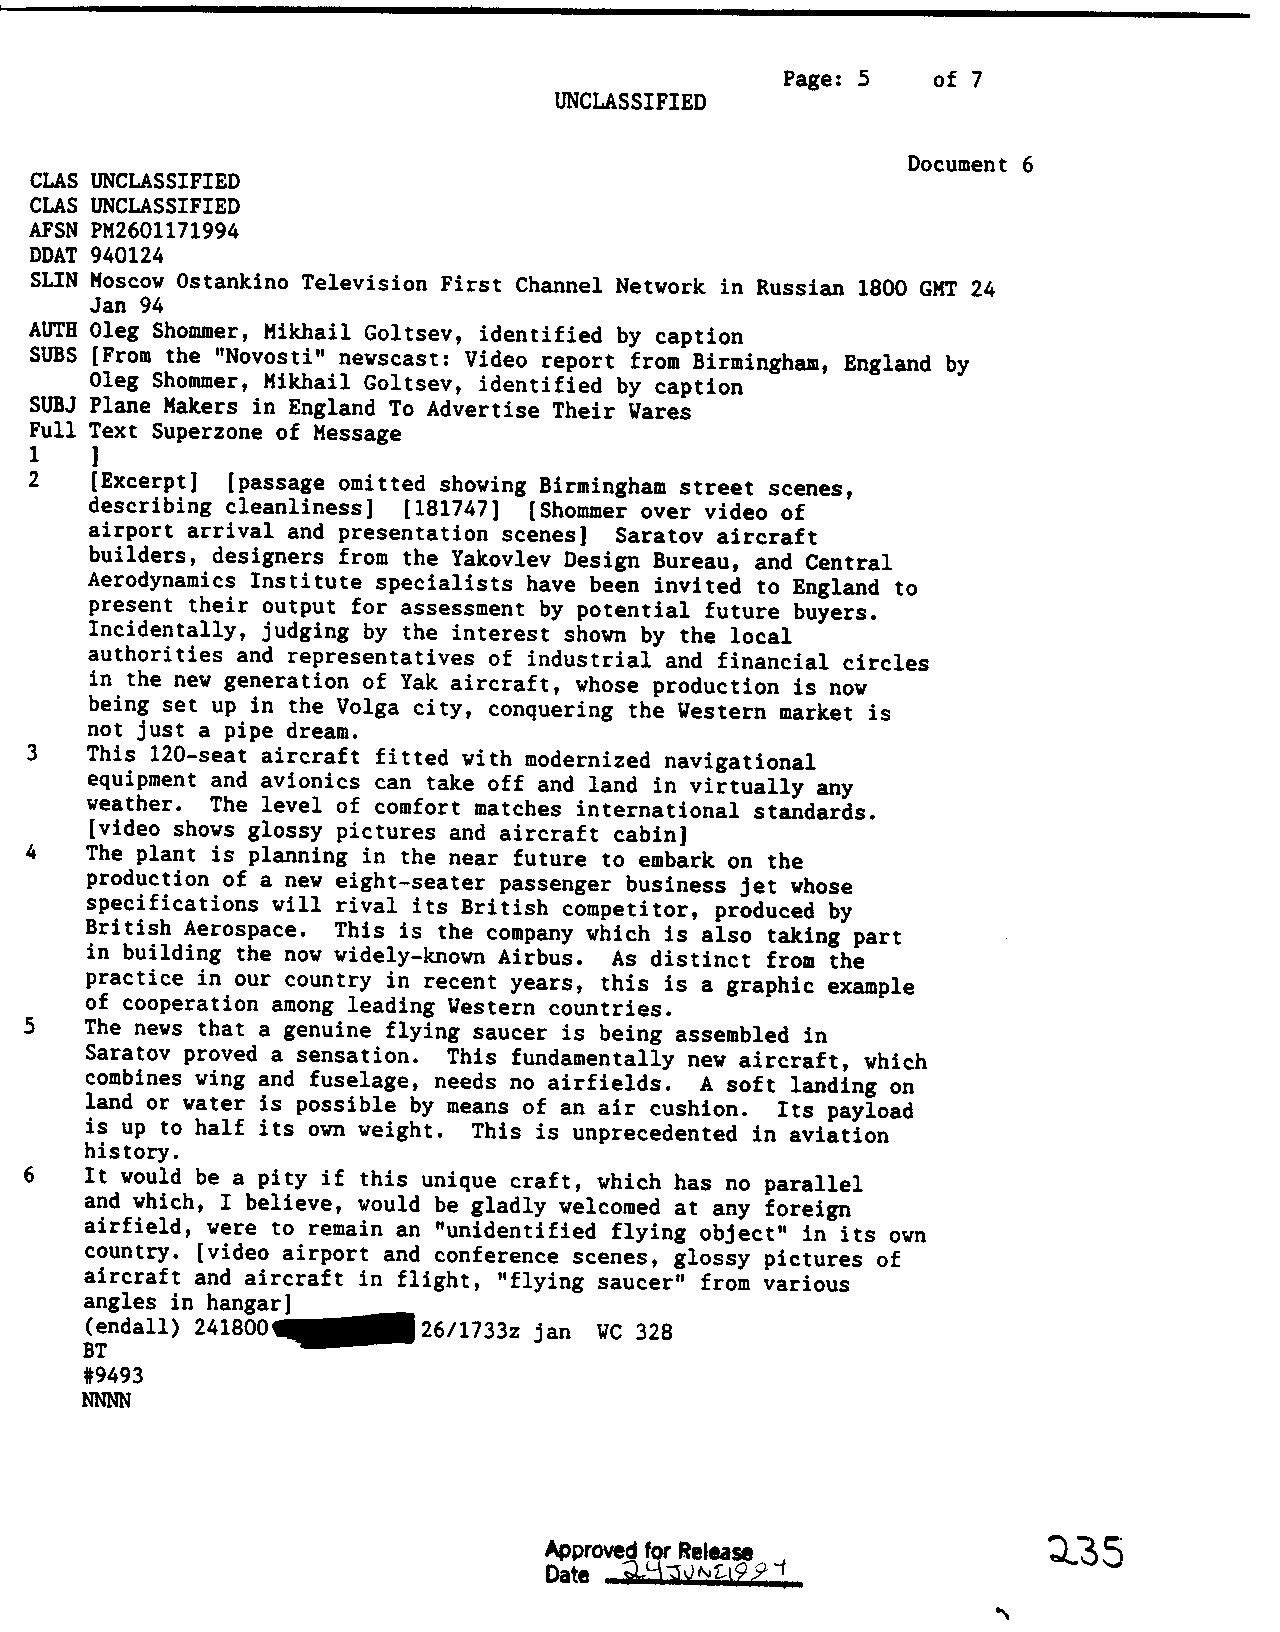 Page: 5 of 7
UNCLASSIFIED
Document 6
CLAS UNCLASSIFIED
CLAS UNCLASSIFIED
AFSN PM2601171994
DDAT 940124
SLIN Moscow Ostankino Television First Channel Network in Russian 1800 GMT 24
Jan 94
AUTH Oleg Shommer, Mikhail Goltsev, identified by caption
SUBS [From the "Novosti" newscast: Video report from Birmingham, England by
Oleg Shommer, Mikhail Goltsev, identified by caption
SUBJ Plane Makers in England To Advertise Their Wares
Full Text Superzone of Message
1 ]
2 [Excerpt] [passage omitted showing Birmingham street scenes,
describing cleanliness] [181747] [Shommer over video of
airport arrival and presentation scenes] Saratov aircraft
builders, designers from the Yakovlev Design Bureau, and Central
Aerodynamics Institute specialists have been invited to England to
present their output for assessment by potential future buyers.
Incidentally, judging by the interest shown by the local
authorities and representatives of industrial and financial circles
in the new generation of Yak aircraft, whose production is now
being set up in the Volga city, conquering the Western market is
not just a pipe dream.
3 This 120-seat aircraft fitted with modernized navigational
equipment and avionics can take off and land in virtually any
weather. The level of comfort matches international standards.
[video shows glossy pictures and aircraft cabin]
4 The plant is planning in the near future to embark on the
production of a new eight-seater passenger business jet whose
specifications will rival its British competitor, produced by
British Aerospace. This is the company which is also taking part
in building the now widely-known Airbus. As distinct from the
practice in our country in recent years, this is a graphic example
of cooperation among leading Western countries.
5 The news that a genuine flying saucer is being assembled in
Saratov proved a sensation. This fundamentally new aircraft, which
combines wing and fuselage, needs no airfields. A soft landing on
land or water is possible by means of an air cushion. Its payload
is up to half its own weight. This is unprecedented in aviation
history.
6 It would be a pity if this unique craft, which has no parallel
and which, I believe, would be gladly welcomed at any foreign
airfield, were to remain an "unidentified flying object" in its own
country. [video airport and conference scenes, glossy pictures of
aircraft and aircraft in flight, "flying saucer" from various
angles in hangar]
(endall) 241800 26/1733z jan WC 328
BT
#9493
NNNN
Approved for Release
Date 24 JUNE 1994
235